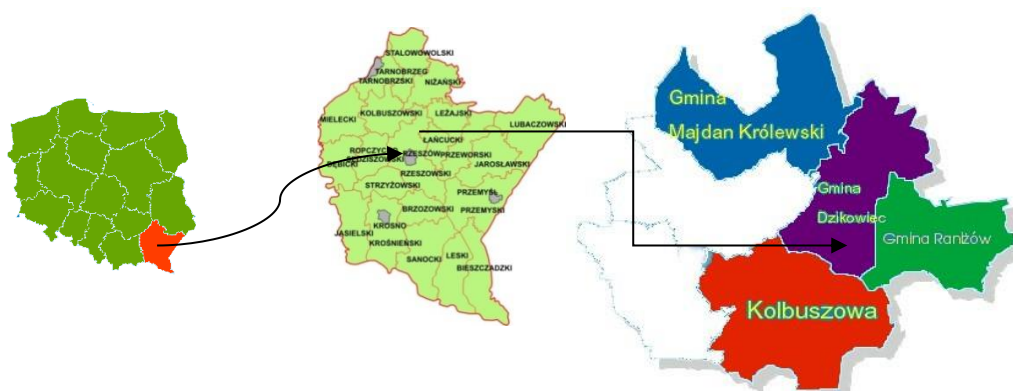 STALOWOWOLSKI
TARNOBRZEG
TARNOBRZSKI
NIŻAŃSKI
MIELECKI
KOLBUSZOWSKI
LEŻAJSKI
LUBACZOWSKI
ŁAŃCUCKI
ROPCZYCKO
RZESZÓW
PRZEWORSKI
DĘBICKI
SĘDZISZOWSKI
JAROSŁAWSKI
RZESZOWSKI
STRZYŻOWSKI
PRZEMYŚL
BRZOZOWSKI
PRZEMYSKI
KROSNO
JASIELSKI
KROŚNIEŃSKI
SANOCKI
LESKI
BIESZCZADZKI
Gmina
Majdan Królewski
Gmina
Dzikowiec
Gmina Raniżów
Kolbuszowa